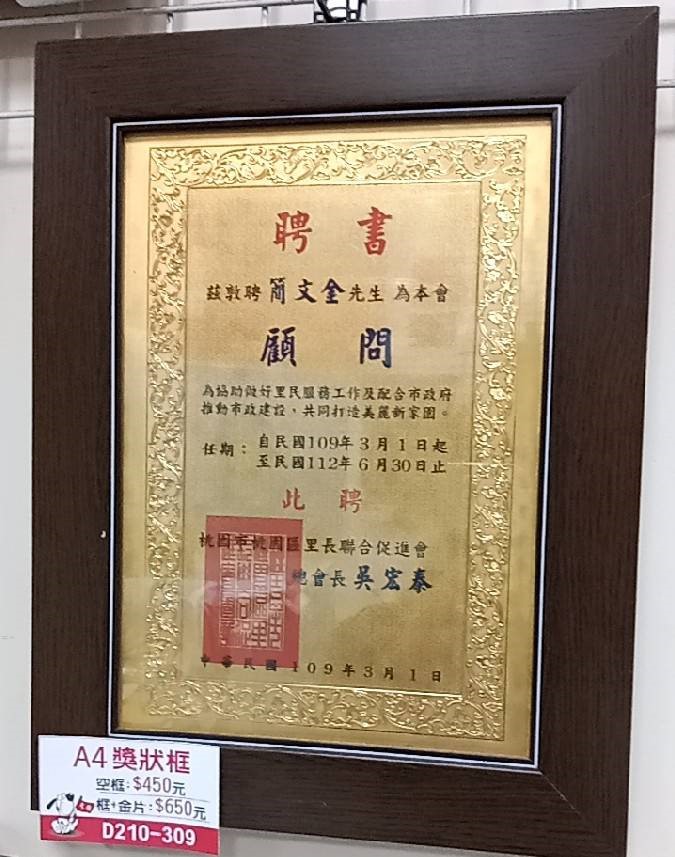 聘書
茲敦聘簡文全先生 為本會
顧問
為協助做好里民服務工作及配合市政府
推動市政建設,共同打造美麗新家園。
任期:自民國109年3月1日起
至民國112年6月30日止
此聘
桃園市桃園區里長聯合促進會
總會長 吳宏泰
中華民國109年3月1日
A4獎狀框
空框:$450元
框+金片:$650元
D210-309